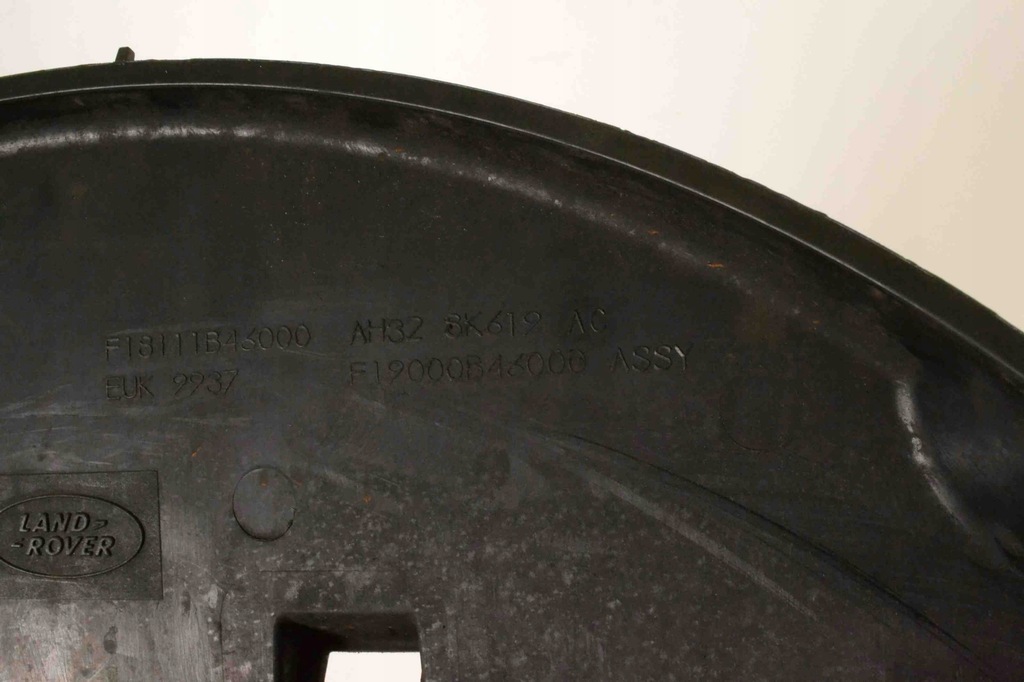 F18111B46000 AH32 8K619 AC
EUK 9937 F19000B46000 ASSY
LAND-
-ROVER